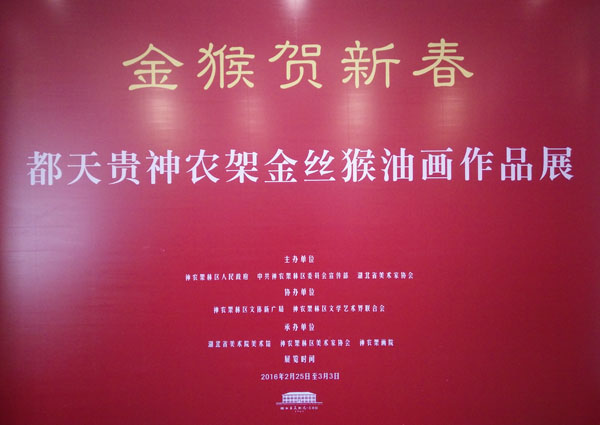 金猴贺新春
都天贵神农架金丝猴油画作品展
主办单位
神农架林区人民政府 中共神农架林区委员会宣传部 湖北省美术家协会
协办单位
神农架林区文体新广局 神农架林区文学艺术界联合会
承办单位
湖北省美术院美术馆 神农架林区美术家协会 神农架画院
展览时间
2016年2月25日至3月3日